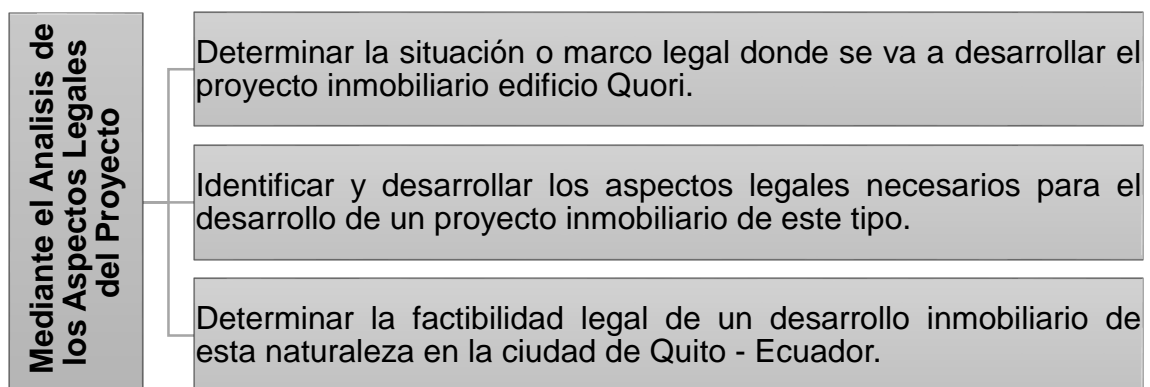 Mediante el Analisis de
los Aspectos Legales
del Proyecto
Determinar la situación o marco legal donde se va a desarrollar el
proyecto inmobiliario edificio Quori.
Identificar y desarrollar los aspectos legales necesarios para el
desarrollo de un proyecto inmobiliario de este tipo.
Determinar la factibilidad legal de un desarrollo inmobiliario de
esta naturaleza en la ciudad de Quito - Ecuador.